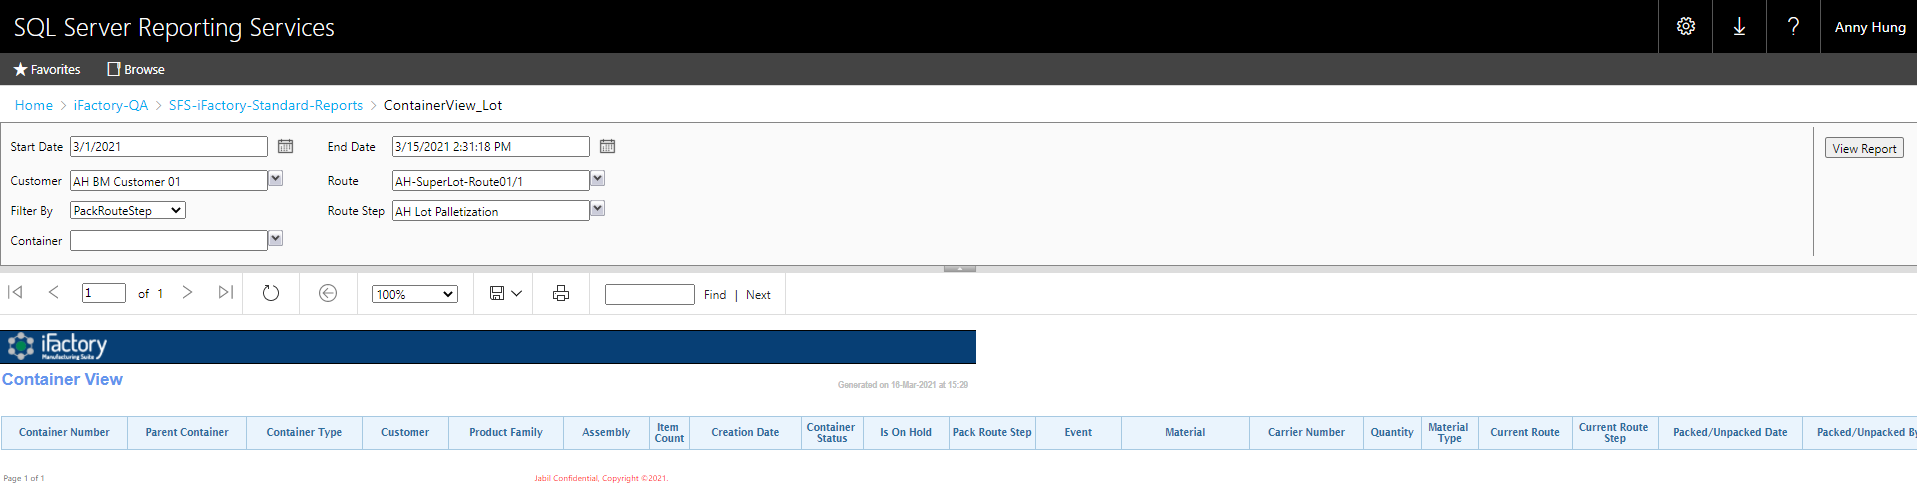 SQL Server Reporting Services
?
Anny Hung
Favorites
Browse
Home > iFactory-QA > SFS-iFactory-Standard-Reports > ContainerView_Lot
Start Date 3/1/2021
End Date 3/15/2021 2:31:18 PM
View Report
Customer AH BM Customer 01
Route AH-SuperLot-Route01/1
Filter By PackRouteStep
Route Step AH Lot Palletization
Container
1 of 1
100%
Find | Next
iFactory
Manufacturing Suite
Container View
Generated on 16-Mar-2021 at 15:29
Container Number Parent Container Container Type Customer Product Family Assembly Item Count Creation Date Container Status Is On Hold Pack Route Step Event Material Carrier Number Quantity Material Type Current Route Current Route Step Packed/Unpacked Date Packed/Unpacked By
Page 1 of 1
Jabil Confidential, Copyright ©2021.